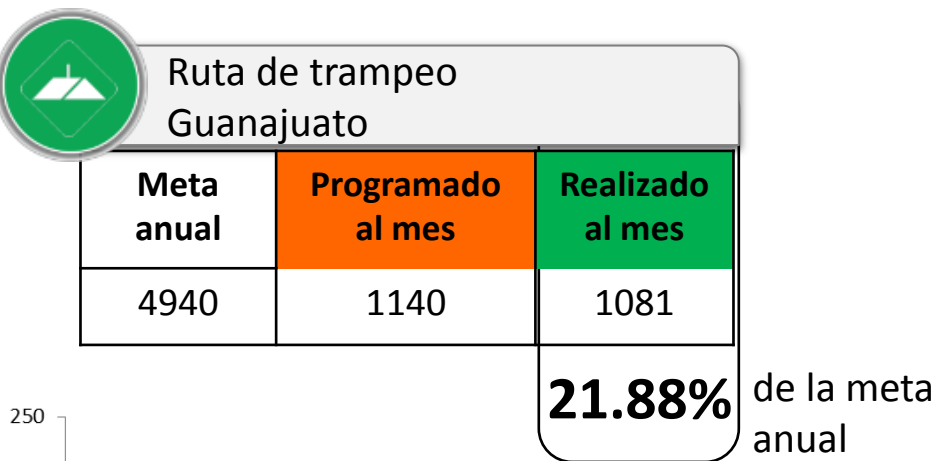 Ruta de trampeo
Guanajuato
Meta anual
Programado al mes
Realizado al mes
4940
1140
1081
21.88%
de la meta
anual
250